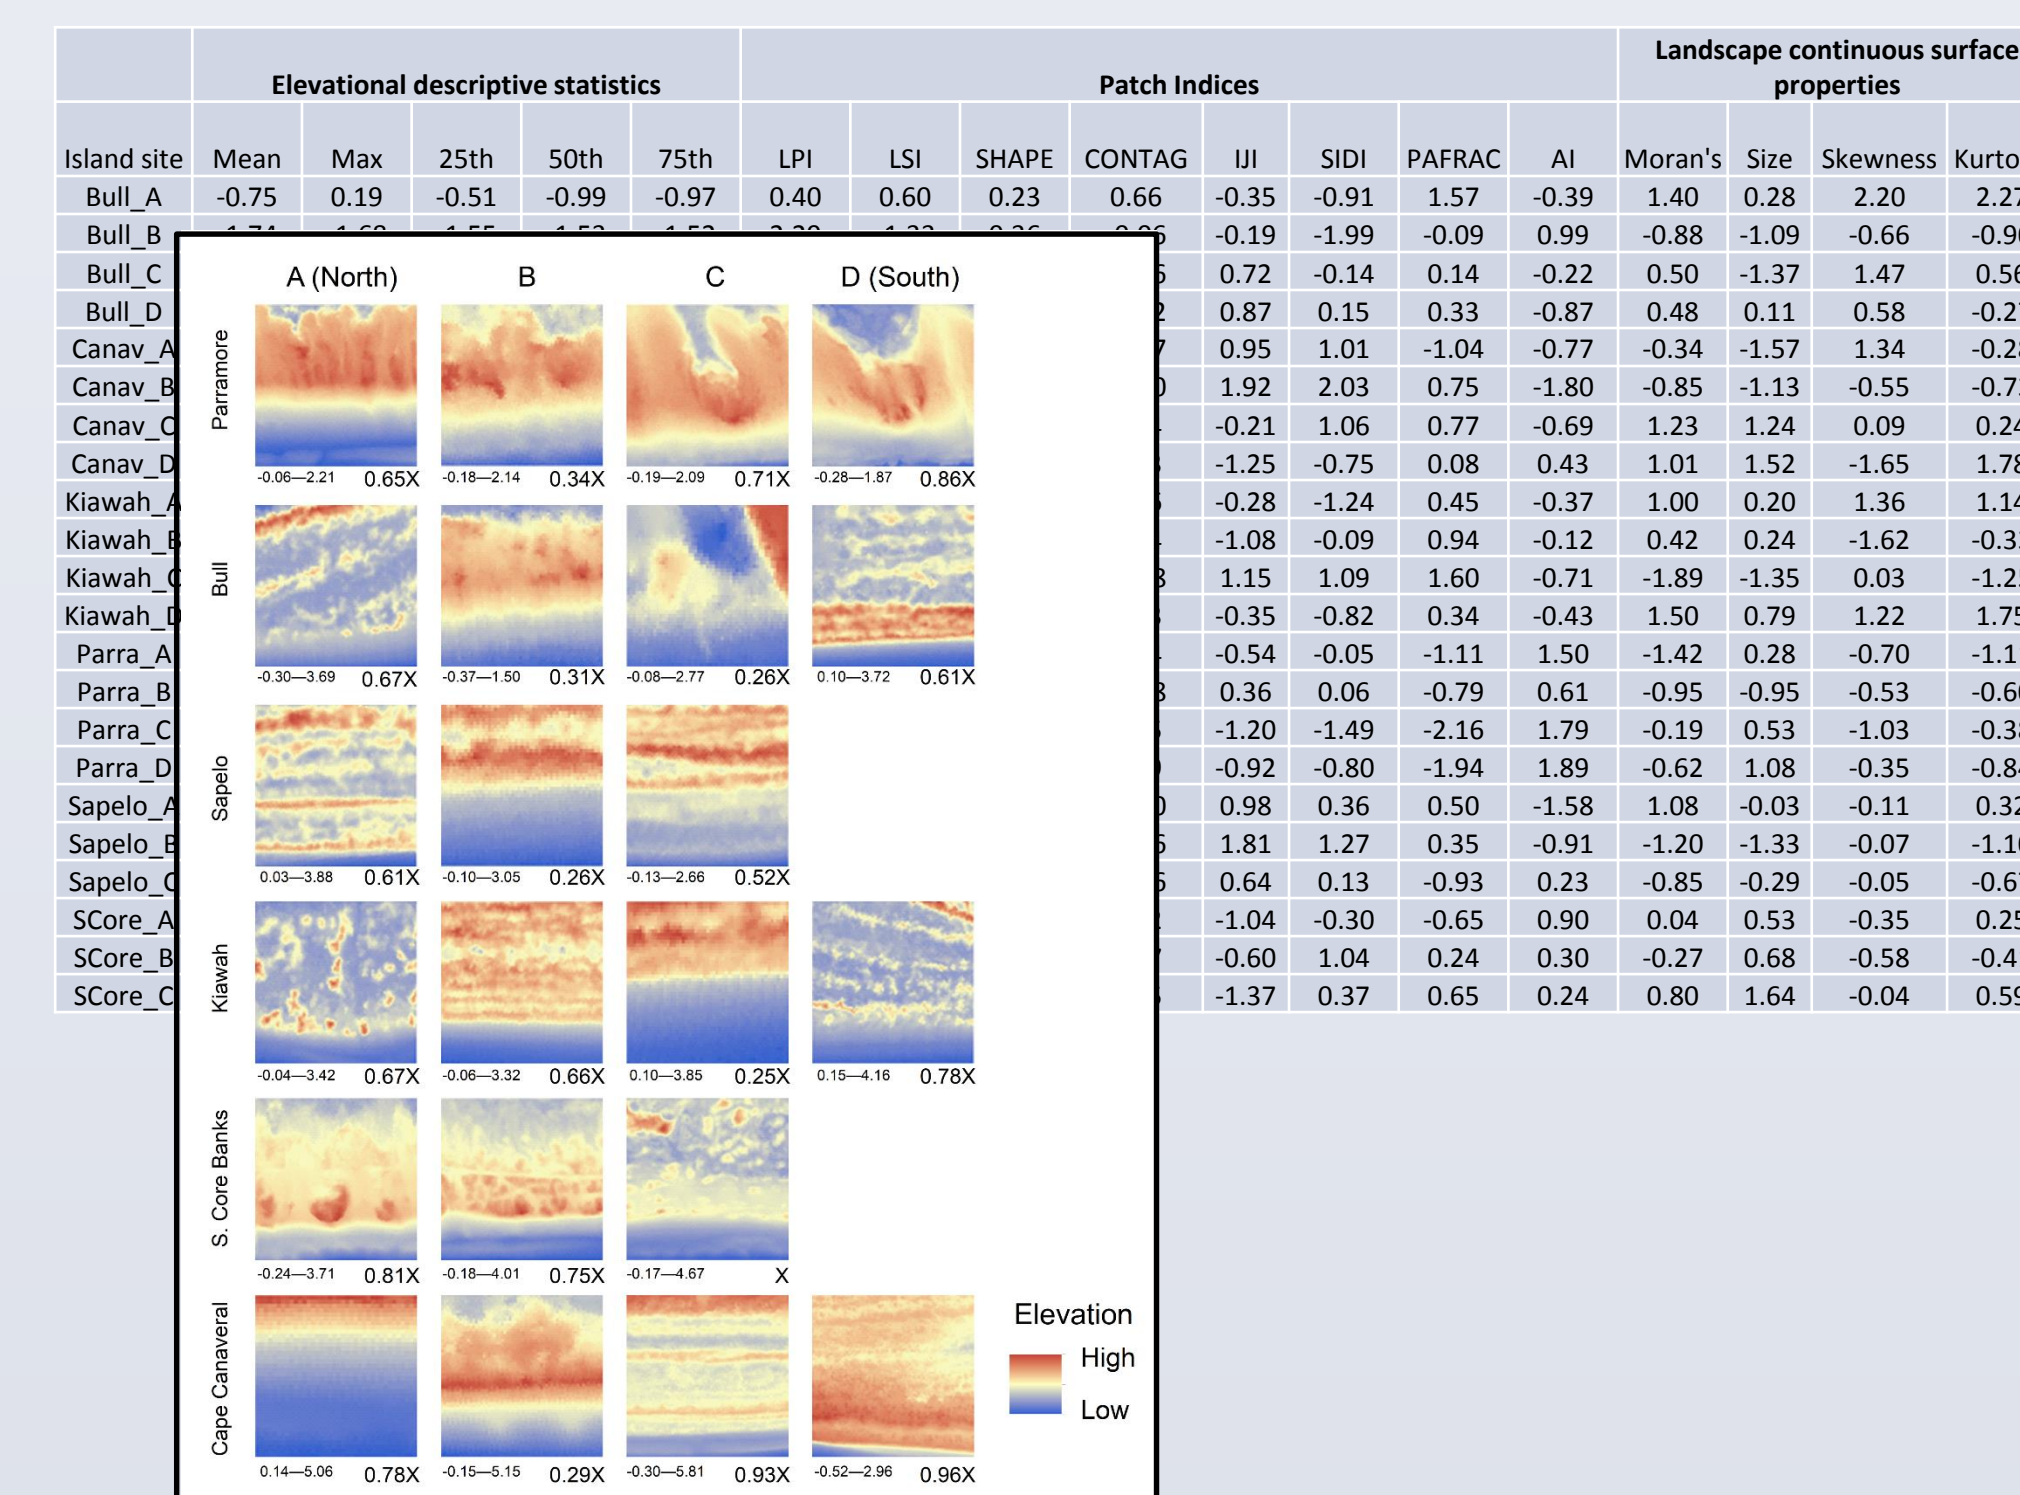 Elevational descriptive statistics Patch Indices Landscape continuous surface properties
Island site Mean Max 25th 50th 75th LPI LSI SHAPE CONTAG IJI SIDI PAFRAC AI Moran's Size Skewness
Bull_A -0.75 0.19 -0.51 -0.99 -0.97 0.40 0.60 0.23 0.66 -0.35 -0.91 1.57 -0.39 1.40 0.28 2.20
Bull_B -0.19 -1.99 -0.09 0.99 -0.88 -1.09 -0.66
Bull_C 0.72 -0.14 0.14 -0.22 0.50 -1.37 1.47
Bull_D 0.87 0.15 0.33 -0.87 0.48 0.11 0.58
Canav_A 0.95 1.01 -1.04 -0.77 -0.34 -1.57 1.34
Canav_B 1.92 2.03 0.75 -1.80 -0.85 -1.13 -0.55
Canav_C -0.21 1.06 0.77 -0.69 1.23 1.24 0.09
Canav_D -1.25 -0.75 0.08 0.43 1.01 1.52 -1.65
Kiawah_A -0.28 -1.24 0.45 -0.37 1.00 0.20 1.36
Kiawah_B -1.08 -0.09 0.94 -0.12 0.42 0.24 -1.62
Kiawah_C 1.15 1.09 1.60 -0.71 -1.89 -1.35 0.03
Kiawah_D -0.35 -0.82 0.34 -0.43 1.50 0.79 1.22
Parra_A -0.54 -0.05 -1.11 1.50 -1.42 0.28 -0.70
Parra_B 0.36 0.06 -0.79 0.61 -0.95 -0.95 -0.53
Parra_C -1.20 -1.49 -2.16 1.79 -0.19 0.53 -1.03
Parra_D -0.92 -0.80 -1.94 1.89 -0.62 1.08 -0.35
Sapelo_A 0.98 0.36 0.50 -1.58 1.08 -0.03 -0.11
Sapelo_B 1.81 1.27 0.35 -0.91 -1.20 -1.33 -0.07
Sapelo_C 0.64 0.13 -0.93 0.23 -0.85 -0.29 -0.05
SCore_A -1.04 -0.30 -0.65 0.90 0.04 0.53 -0.35
SCore_B -0.60 1.04 0.24 0.30 -0.27 0.68 -0.58
SCore_C -1.37 0.37 0.65 0.24 0.80 1.64 -0.04
A (North) B C D (South)
Parramore
-0.06—2.21 0.65X -0.18—2.14 0.34X -0.19—2.09 0.71X -0.28—1.87 0.86X
Bull
-0.30—3.69 0.67X -0.37—1.50 0.31X -0.08—2.77 0.26X 0.10—3.72 0.61X
Sapelo
0.03—3.88 0.61X -0.10—3.05 0.26X -0.13—2.66 0.52X
Kiawah
-0.04—3.42 0.67X -0.06—3.32 0.66X 0.10—3.85 0.25X 0.15—4.16 0.78X
S. Core Banks
-0.24—3.71 0.81X -0.18—4.01 0.75X -0.17—4.67 X
Cape Canaveral
0.14—5.06 0.78X -0.15—5.15 0.29X -0.30—5.81 0.93X -0.52—2.96 0.96X
Elevation
High
Low